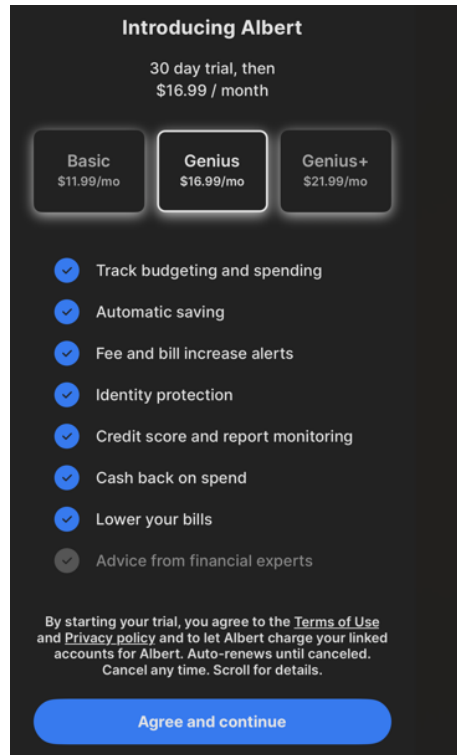 Introducing Albert
30 day trial, then
$16.99 / month
Basic
$11.99/mo
Genius
$16.99/mo
Genius+
$21.99/mo
Track budgeting and spending
Automatic saving
Fee and bill increase alerts
Identity protection
Credit score and report monitoring
Cash back on spend
Lower your bills
Advice from financial experts
By starting your trial, you agree to the Terms of Use
and Privacy policy and to let Albert charge your linked
accounts for Albert. Auto-renews until canceled.
Cancel any time. Scroll for details.
Agree and continue